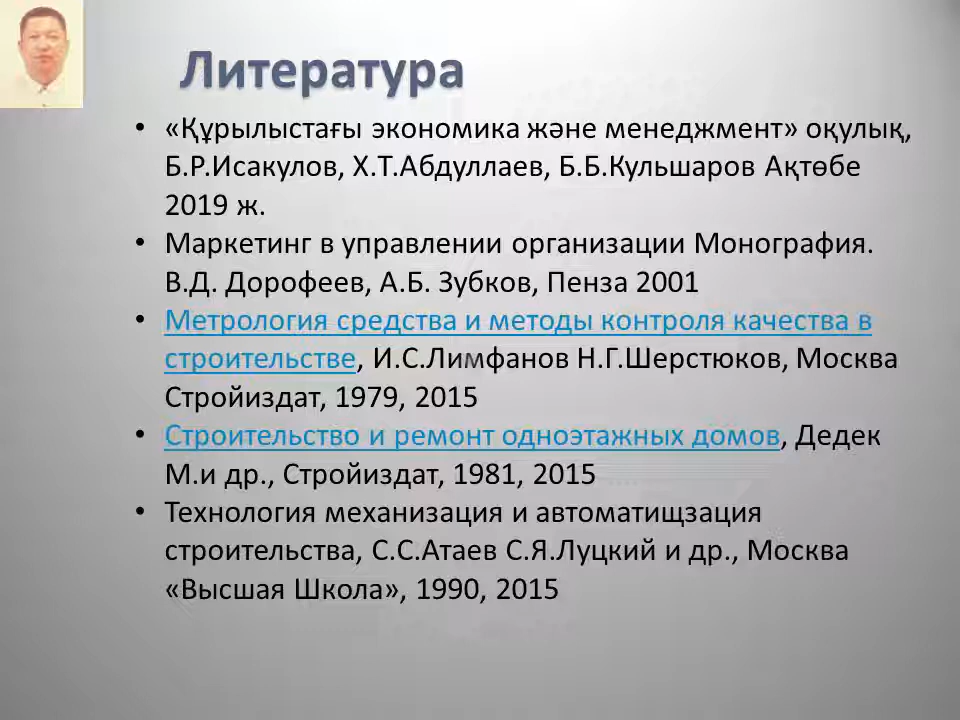 Литература
• «Құрылыстағы экономика және менеджмент» оқулық,
Б.Р.Исакулов, Х.Т.Абдуллаев, Б.Б.Кульшаров Ақтөбе
2019 ж.
• Маркетинг в управлении организации Монография.
В.Д. Дорофеев, А.Б. Зубков, Пенза 2001
• Метрология средства и методы контроля качества в
строительстве, И.С.Лимфанов Н.Г.Шерстюков, Москва
Стройиздат, 1979, 2015
• Строительство и ремонт одноэтажных домов, Дедек
М.и др., Стройиздат, 1981, 2015
• Технология механизация и автоматищзация
строительства, С.С.Атаев С.Я.Луцкий и др., Москва
«Высшая Школа», 1990, 2015